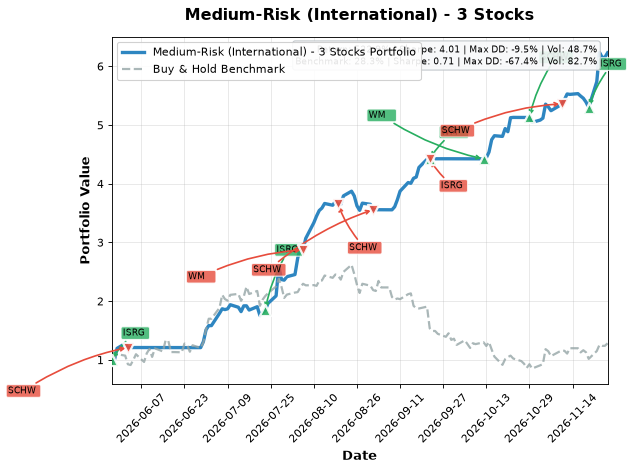 Medium-Risk (International) - 3 Stocks
Medium-Risk (International) - 3 Stocks Portfolio
Buy & Hold Benchmark
4.01 | Max DD: -9.5% | Vol: 48.7%
Benchmark: 28.3% | Sharpe: 0.71 | Max DD: -67.4% | Vol: 82.7%
ISRG
WM
SCHW
ISRG
ISRG
SCHW
WM
SCHW
ISRG
SCHW
Portfolio Value
6
5
4
3
2
1
2026-06-07
2026-06-23
2026-07-09
2026-07-25
2026-08-10
2026-08-26
2026-09-11
2026-09-27
2026-10-13
2026-10-29
2026-11-14
Date